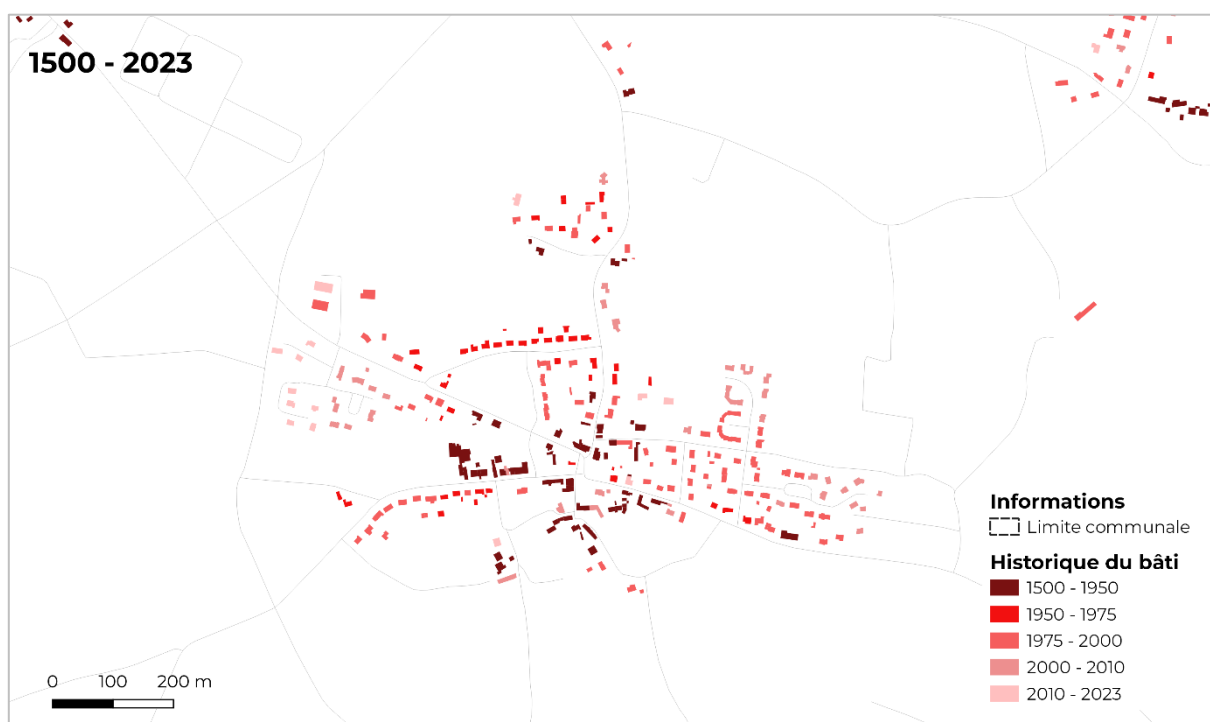 1500 - 2023
Informations
Limite communale
Historique du bâti
1500 - 1950
1950 - 1975
1975 - 2000
2000 - 2010
2010 - 2023
0 100 200 m